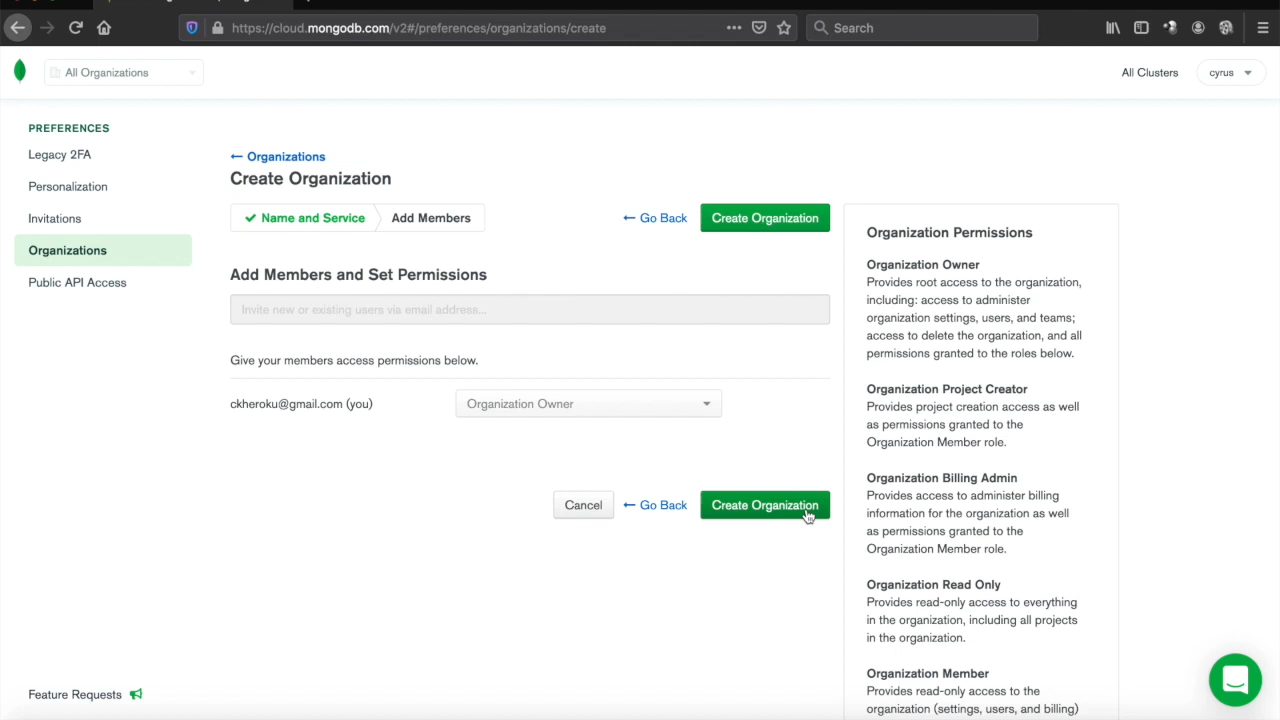 https://cloud.mongodb.com/v2#/preferences/organizations/create
Search
All Organizations
All Clusters
cyrus
PREFERENCES
Legacy 2FA
Personalization
Invitations
Organizations
Public API Access
Feature Requests
← Organizations
Create Organization
Name and Service
Add Members
← Go Back
Create Organization
Add Members and Set Permissions
Invite new or existing users via email address...
Give your members access permissions below.
ckheroku@gmail.com (you)
Organization Owner
Cancel
← Go Back
Create Organization
Organization Permissions
Organization Owner
Provides root access to the organization,
including: access to administer
organization settings, users, and teams;
access to delete the organization, and all
permissions granted to the roles below.
Organization Project Creator
Provides project creation access as well
as permissions granted to the
Organization Member role.
Organization Billing Admin
Provides access to administer billing
information for the organization as well
as permissions granted to the
Organization Member role.
Organization Read Only
Provides read-only access to everything
in the organization, including all projects
in the organization.
Organization Member
Provides read-only access to the
organization (settings, users, and billing)